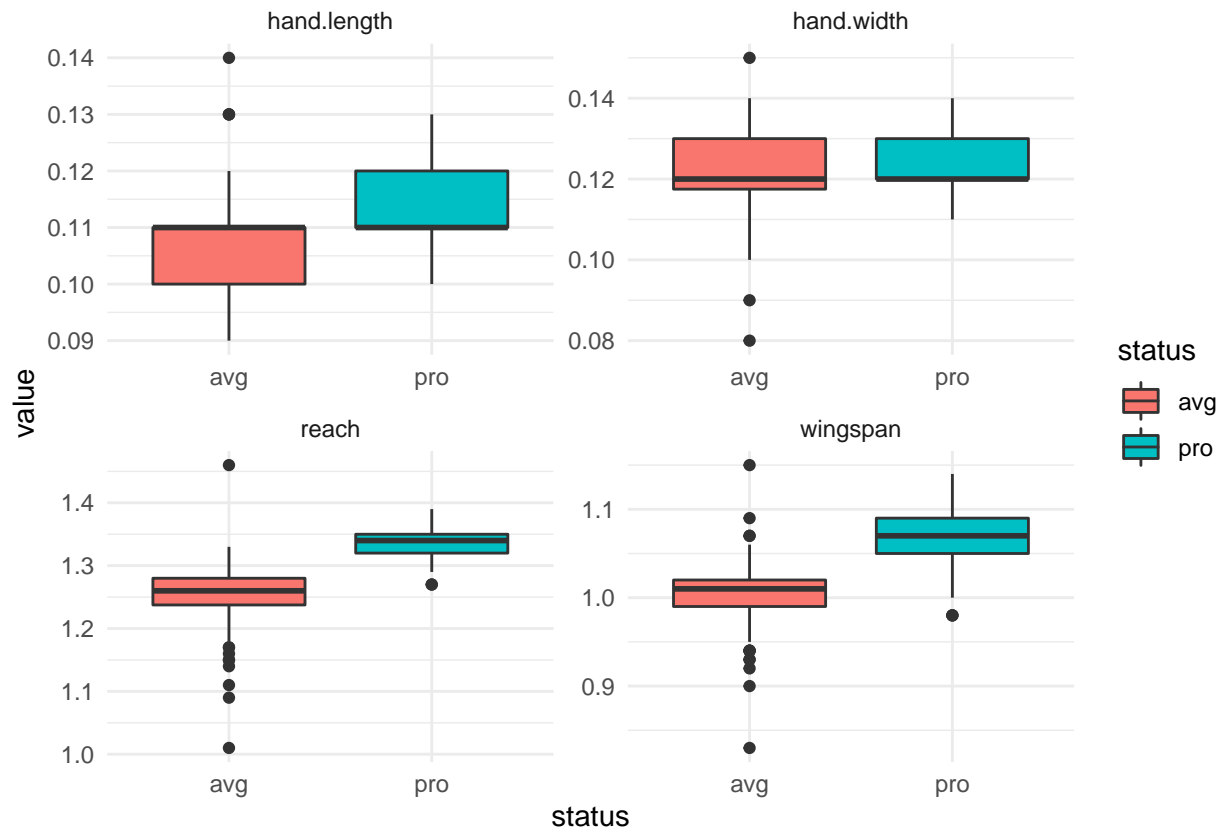 hand.length
hand.width
0.14
0.13
0.12
0.11
0.10
0.09
0.14
0.12
0.10
0.08
avg
pro
avg
pro
value
reach
wingspan
1.4
1.3
1.2
1.1
1.0
1.1
1.0
0.9
avg
pro
avg
pro
status
status
avg
pro